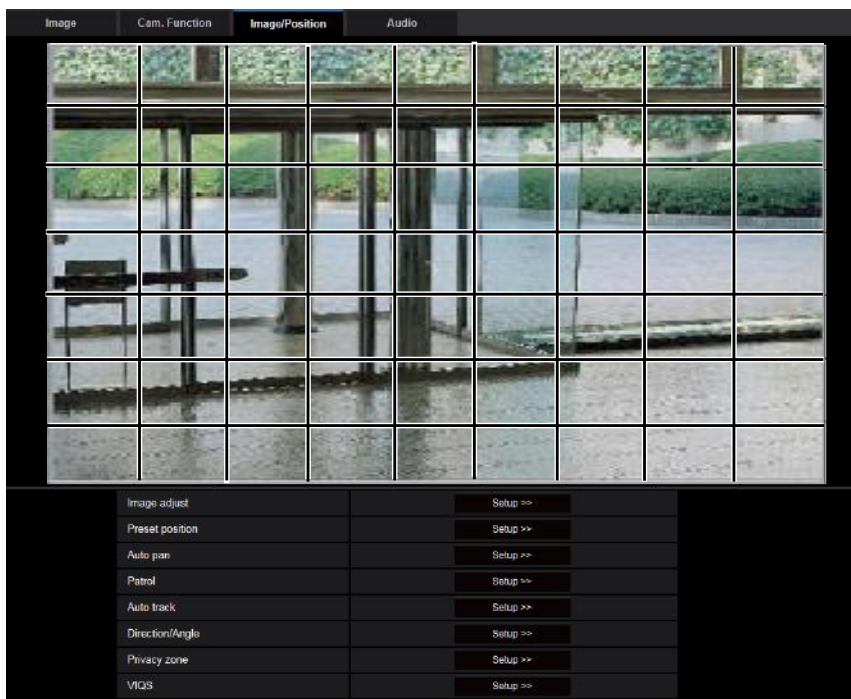 Image Cam. Function Image/Position Audio
Image adjust Setup >>
Preset position Setup >>
Auto pan Setup >>
Patrol Setup >>
Auto track Setup >>
Direction/Angle Setup >>
Privacy zone Setup >>
VIQS Setup >>